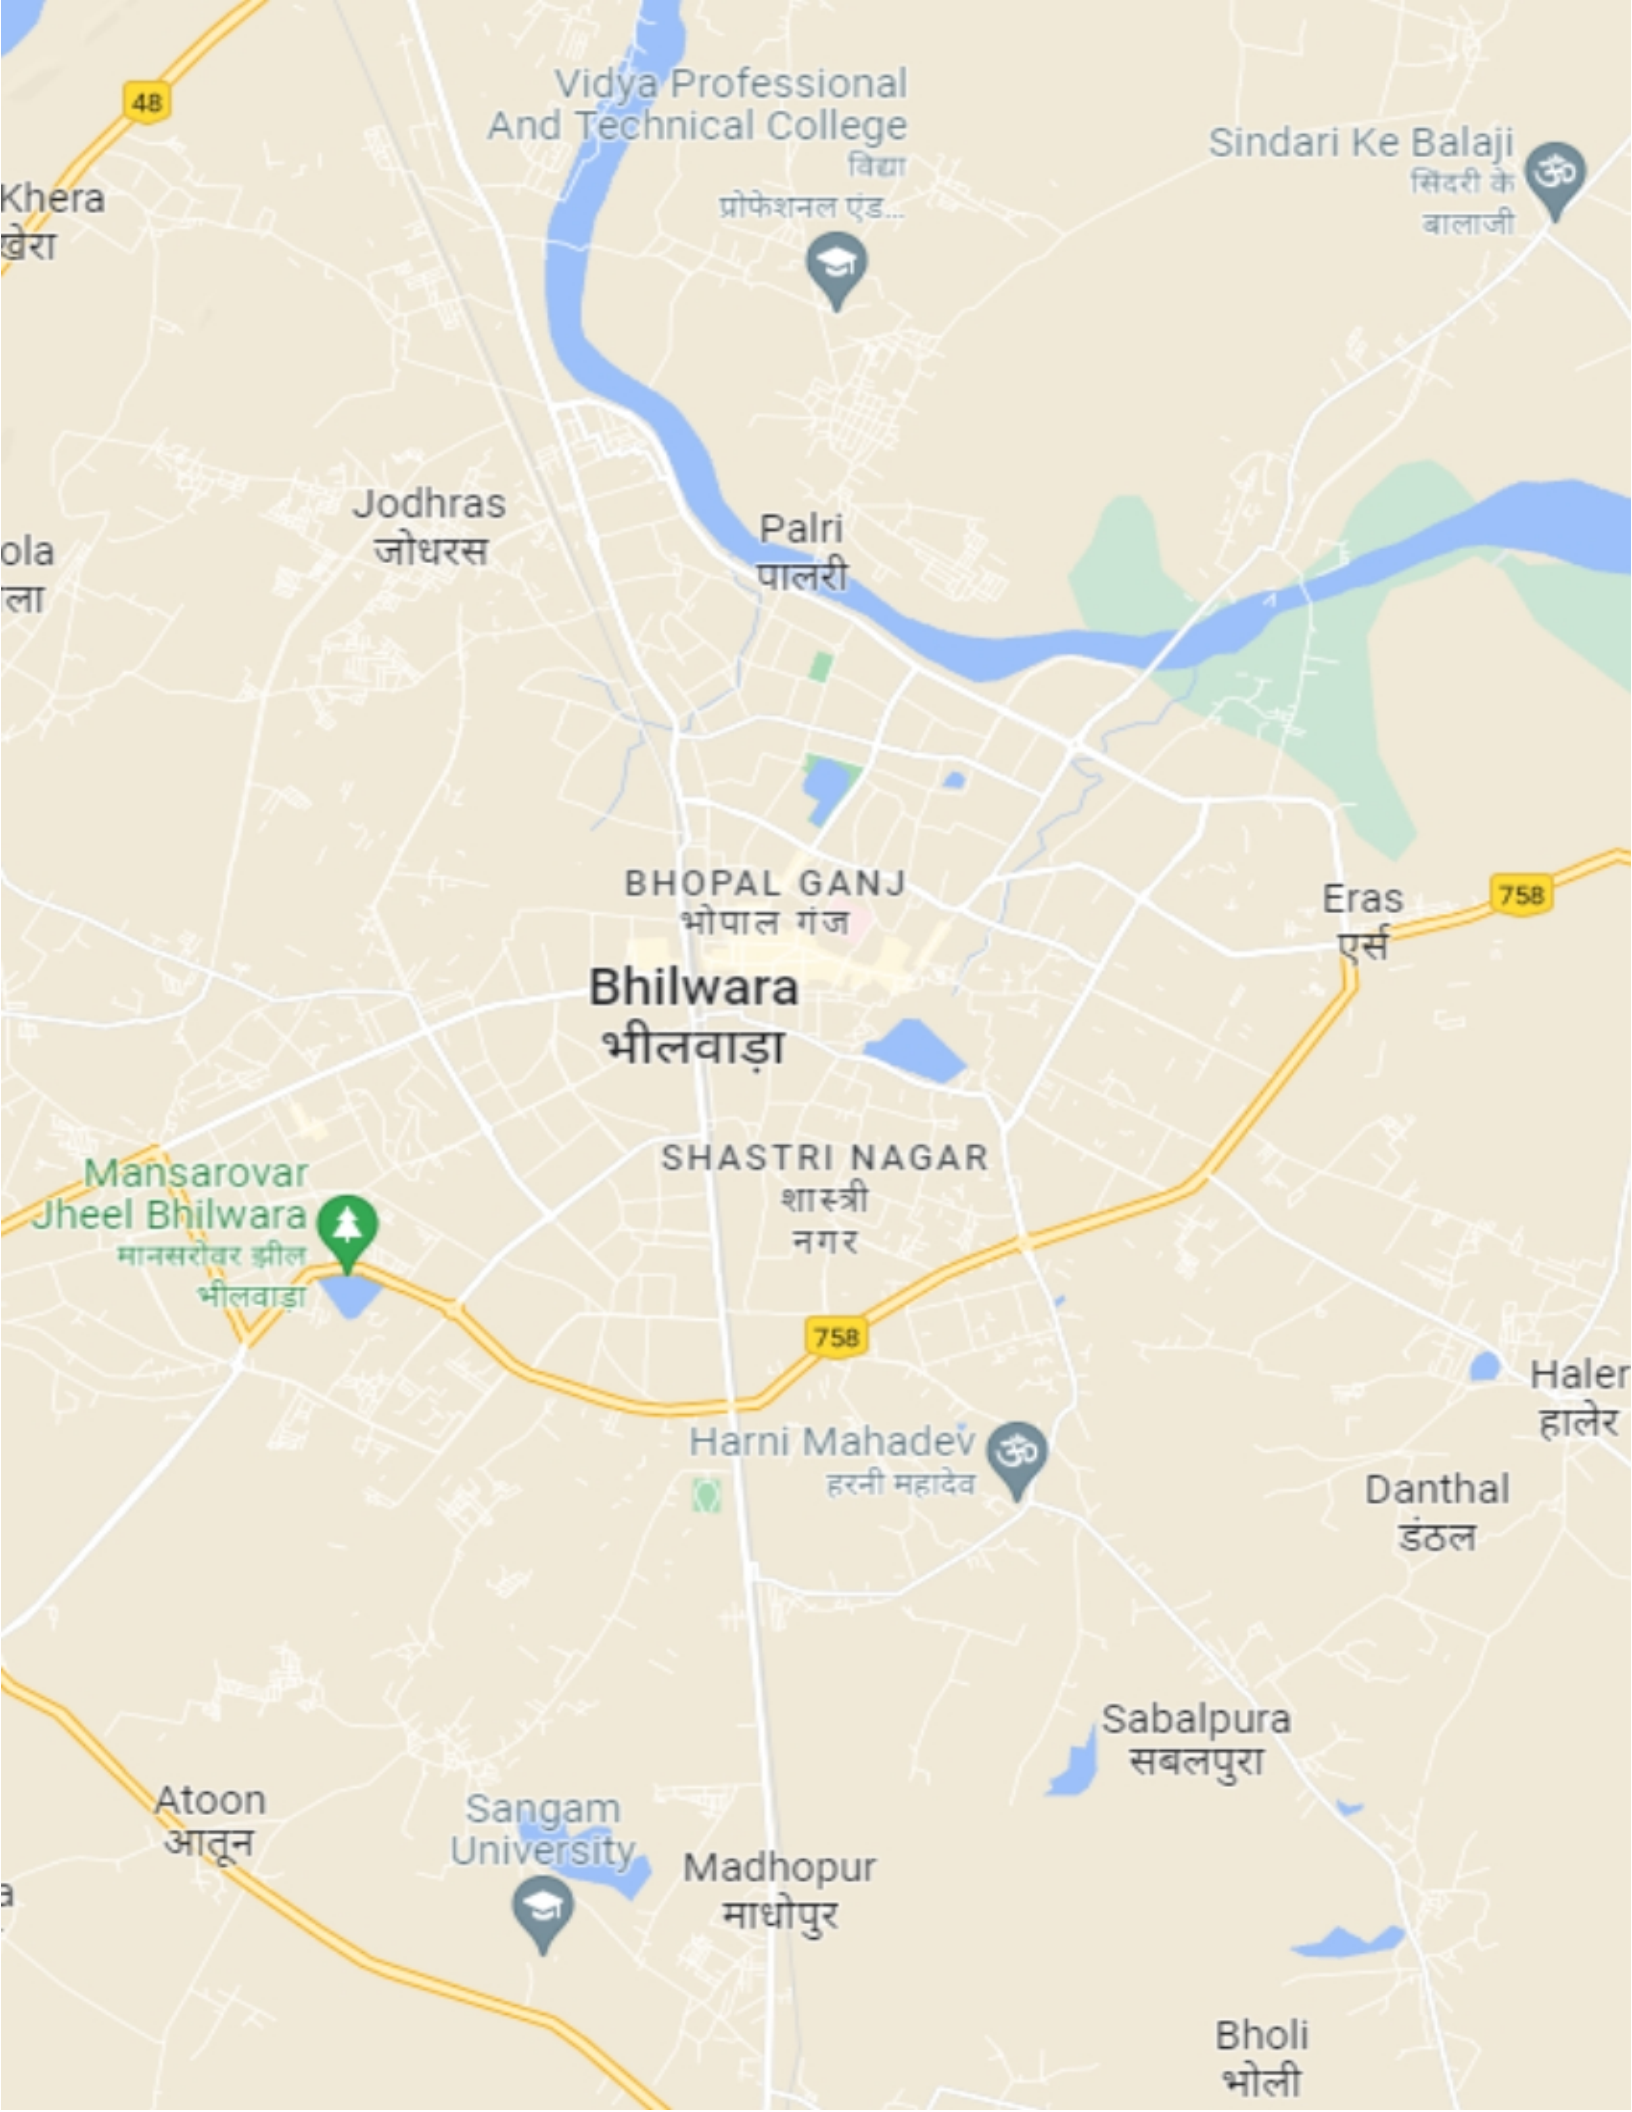 Vidya Professional
And Technical College
विद्या
प्रोफेशनल एंड...
48
Sindari Ke Balaji
सिंदरी के
बालाजी
Khera
खेरा
Jodhras
जोधरस
Palri
पालरी
ola
ला
BHOPAL GANJ
भोपाल गंज
Eras
एर्स
758
Bhilwara
भीलवाड़ा
SHASTRI NAGAR
शास्त्री
नगर
Mansarovar
Jheel Bhilwara
मानसरोवर झील
भीलवाड़ा
758
Haler
हालेर
Harni Mahadev
हरनी महादेव
Danthal
डंठल
Sabalpura
सबलपुरा
Atoon
आतून
Sangam
University
Madhopur
माधोपुर
a
Bholi
भोली